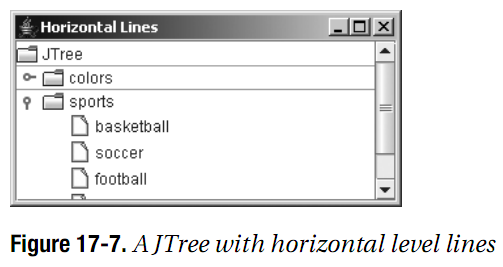 Horizontal Lines
JTree
colors
sports
basketball
soccer
football
Figure 17-7. A JTree with horizontal level lines